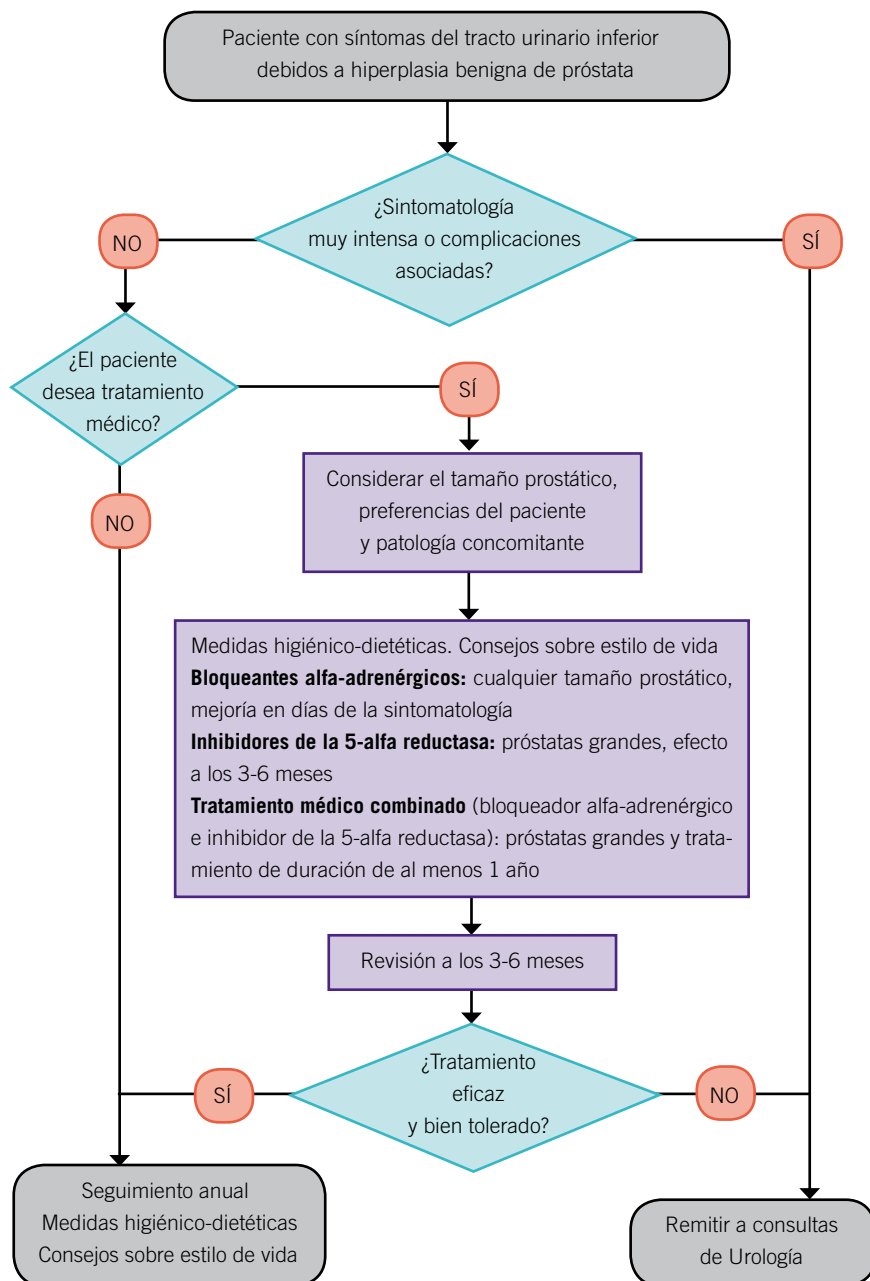 Paciente con síntomas del tracto urinario inferior
debidos a hiperplasia benigna de próstata
¿Sintomatología
muy intensa o complicaciones
asociadas?
NO
SÍ
¿El paciente
desea tratamiento
médico?
SÍ
NO
Considerar el tamaño prostático,
preferencias del paciente
y patología concomitante
Medidas higiénico-dietéticas. Consejos sobre estilo de vida
Bloqueantes alfa-adrenérgicos: cualquier tamaño prostático,
mejoría en días de la sintomatología
Inhibidores de la 5-alfa reductasa: próstatas grandes, efecto
a los 3-6 meses
Tratamiento médico combinado (bloqueador alfa-adrenérgico
e inhibidor de la 5-alfa reductasa): próstatas grandes y trata-
miento de duración de al menos 1 año
Revisión a los 3-6 meses
¿Tratamiento
eficaz
y bien tolerado?
SÍ
NO
Seguimiento anual
Medidas higiénico-dietéticas
Consejos sobre estilo de vida
Remitir a consultas
de Urología